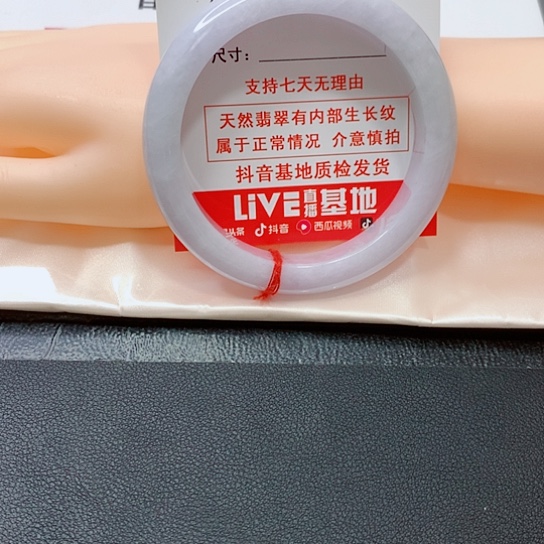 尺寸：
支持七天无理由
天然翡翠有内部生长纹
属于正常情况 介意慎拍
抖音基地质检发货
LiVE直播基地
头条 抖音 西瓜视频